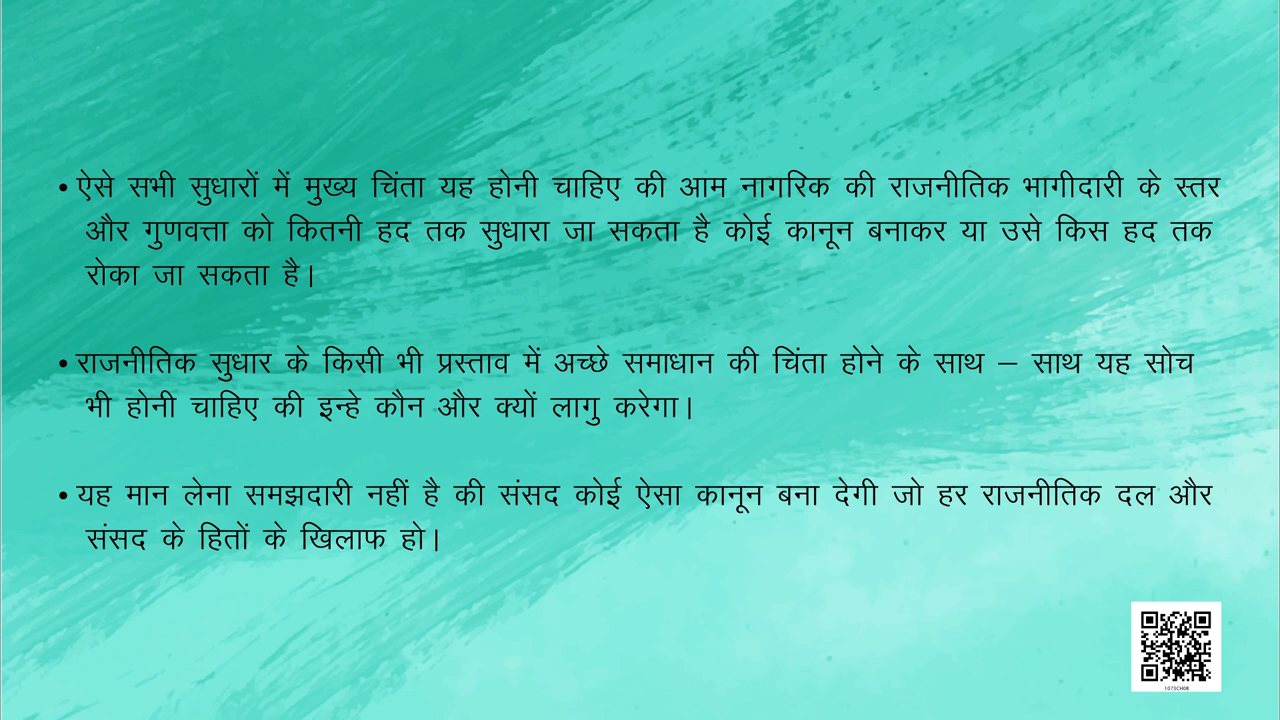 • ऐसे सभी सुधारों में मुख्य चिंता यह होनी चाहिए की आम नागरिक की राजनीतिक भागीदारी के स्तर
और गुणवत्ता को कितनी हद तक सुधारा जा सकता है कोई कानून बनाकर या उसे किस हद तक
रोका जा सकता है।
• राजनीतिक सुधार के किसी भी प्रस्ताव में अच्छे समाधान की चिंता होने के साथ – साथ यह सोच
भी होनी चाहिए की इन्हे कौन और क्यों लागु करेगा।
• यह मान लेना समझदारी नहीं है की संसद कोई ऐसा कानून बना देगी जो हर राजनीतिक दल और
संसद के हितों के खिलाफ हो।
1073CH08